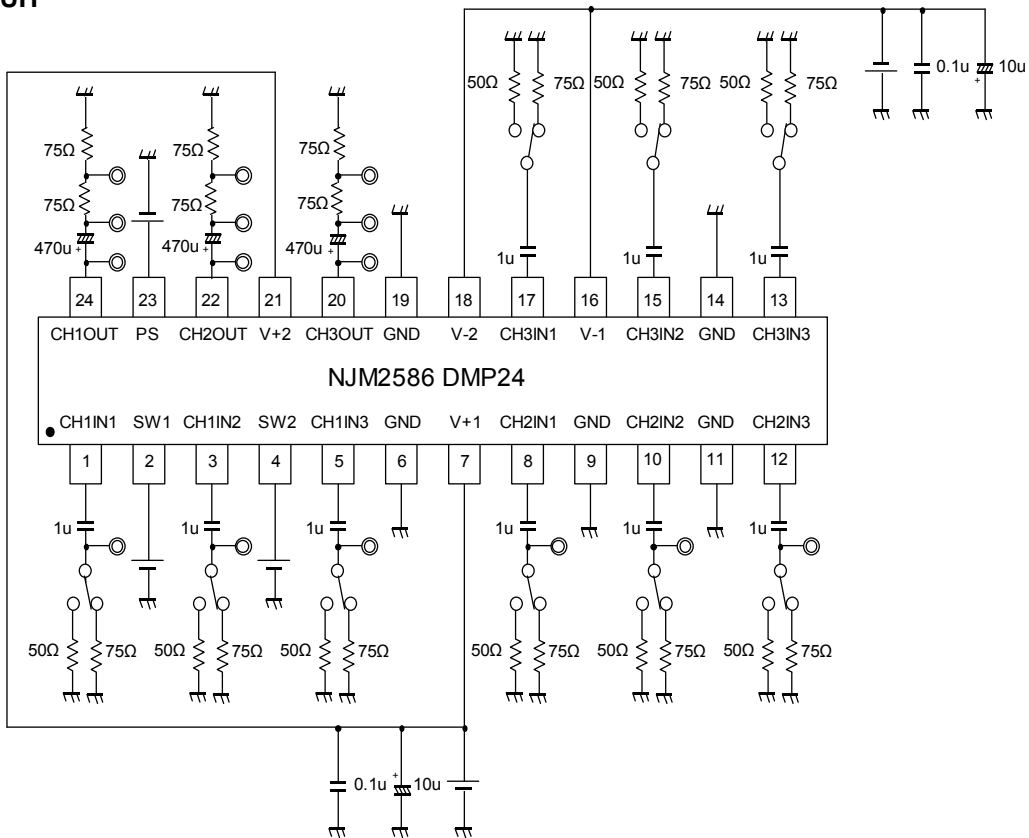 50Ω 75Ω 50Ω 75Ω 50Ω 75Ω 0.1u + 10u
75Ω 75Ω 75Ω
75Ω 75Ω 75Ω
470u + 470u + 470u +
1u 1u 1u
24 23 22 21 20 19 18 17 16 15 14 13
CH1OUT PS CH2OUT V+2 CH3OUT GND V-2 CH3IN1 V-1 CH3IN2 GND CH3IN3
NJM2586 DMP24
CH1IN1 SW1 CH1IN2 SW2 CH1IN3 GND V+1 CH2IN1 GND CH2IN2 GND CH2IN3
1 2 3 4 5 6 7 8 9 10 11 12
1u 1u 1u 1u 1u 1u
50Ω 75Ω 50Ω 75Ω 50Ω 75Ω 50Ω 75Ω 50Ω 75Ω 50Ω 75Ω
0.1u + 10u